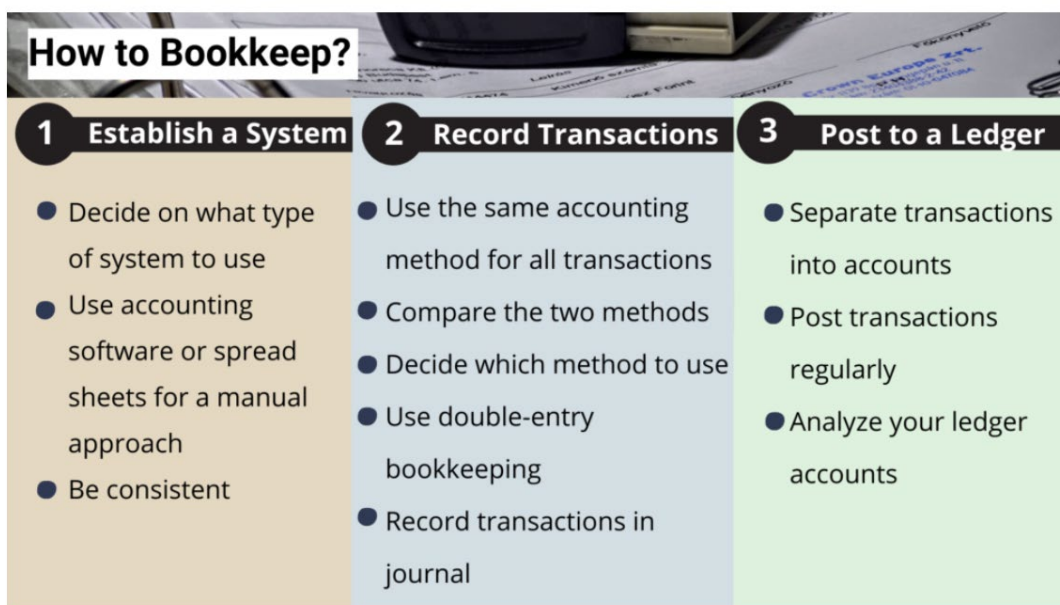 How to Bookkeep?
Crown Europe Zrt.
1 Establish a System
Decide on what type
of system to use
Use accounting
software or spread
sheets for a manual
approach
Be consistent
2 Record Transactions
Use the same accounting
method for all transactions
Compare the two methods
Decide which method to use
Use double-entry
bookkeeping
Record transactions in
journal
3 Post to a Ledger
Separate transactions
into accounts
Post transactions
regularly
Analyze your ledger
accounts